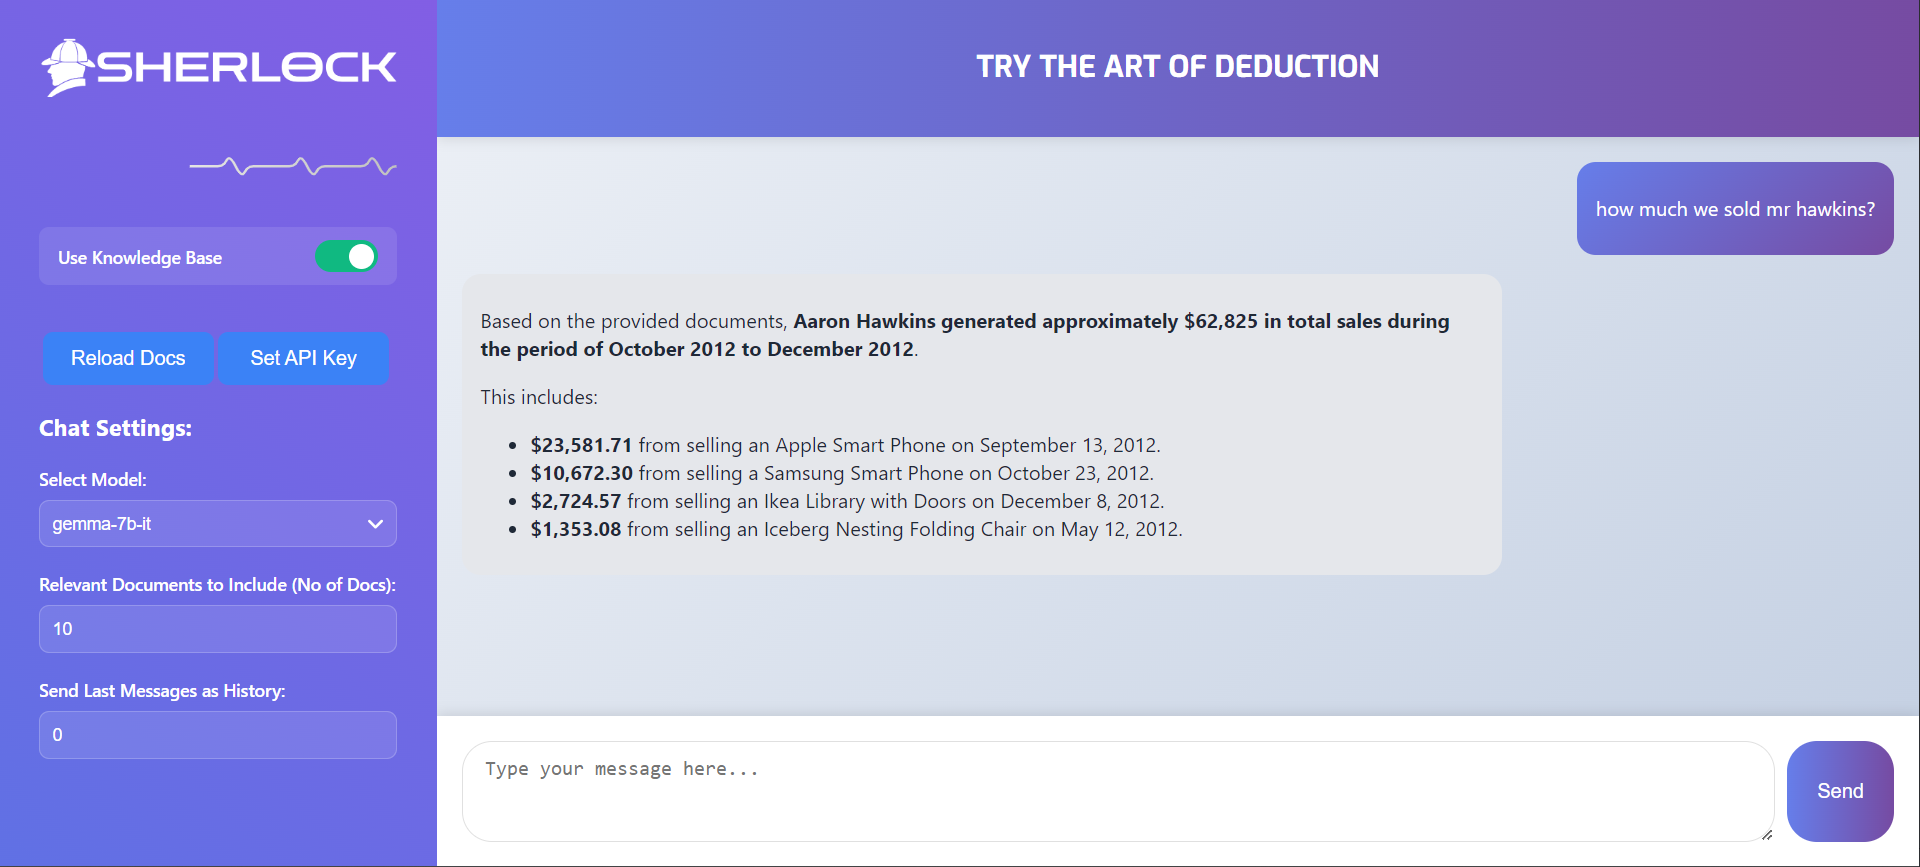 SHERLOCK
Use Knowledge Base
Reload Docs
Set API Key
Chat Settings:
Select Model:
gemma-7b-it
Relevant Documents to Include (No of Docs):
10
Send Last Messages as History:
0
TRY THE ART OF DEDUCTION
how much we sold mr hawkins?
Based on the provided documents, Aaron Hawkins generated approximately $62,825 in total sales during
the period of October 2012 to December 2012.
This includes:
• $23,581.71 from selling an Apple Smart Phone on September 13, 2012.
• $10,672.30 from selling a Samsung Smart Phone on October 23, 2012.
• $2,724.57 from selling an Ikea Library with Doors on December 8, 2012.
• $1,353.08 from selling an Iceberg Nesting Folding Chair on May 12, 2012.
Type your message here...
Send